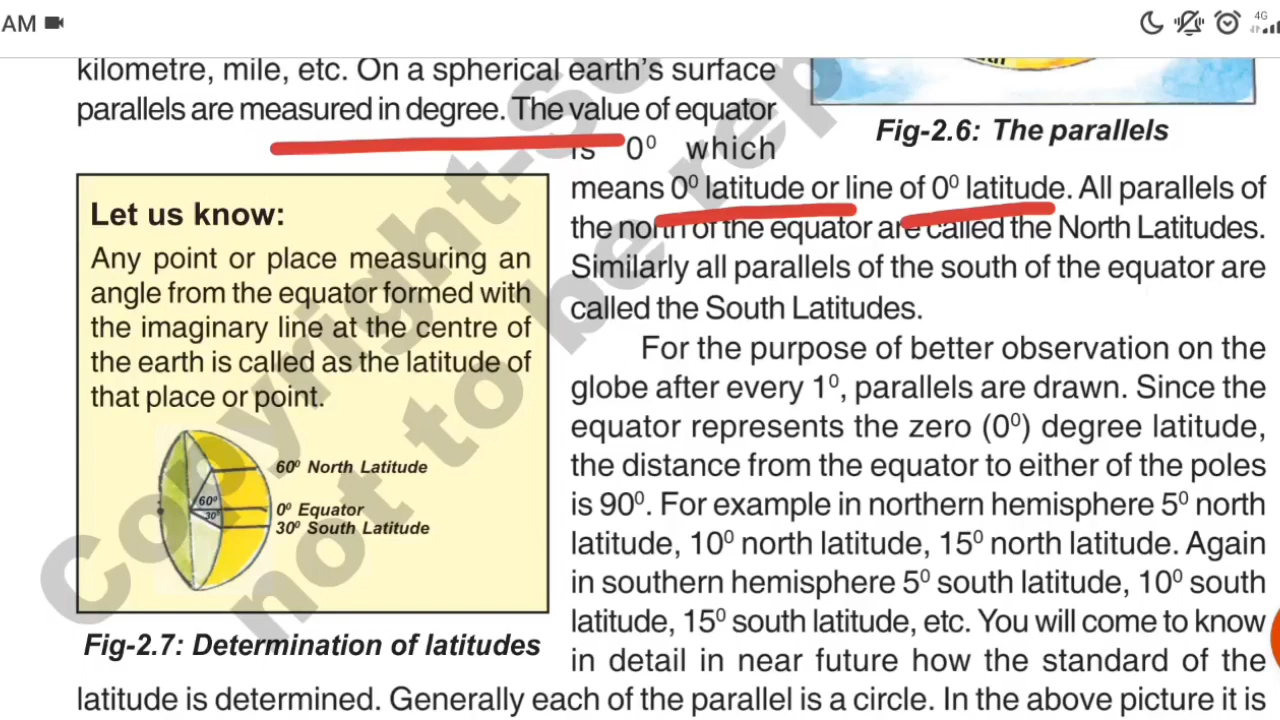 AM
4G
kilometre, mile, etc. On a spherical earth's surface
parallels are measured in degree. The value of equator
is 0⁰ which
means 0⁰ latitude or line of 0⁰ latitude. All parallels of
the north of the equator are called the North Latitudes.
Similarly all parallels of the south of the equator are
called the South Latitudes.
For the purpose of better observation on the
globe after every 1⁰, parallels are drawn. Since the
equator represents the zero (0⁰) degree latitude,
the distance from the equator to either of the poles
is 90⁰. For example in northern hemisphere 5⁰ north
latitude, 10⁰ north latitude, 15⁰ north latitude. Again
in southern hemisphere 5⁰ south latitude, 10⁰ south
latitude, 15⁰ south latitude, etc. You will come to know
in detail in near future how the standard of the
latitude is determined. Generally each of the parallel is a circle. In the above picture it is
Fig-2.6: The parallels
Let us know:
Any point or place measuring an
angle from the equator formed with
the imaginary line at the centre of
the earth is called as the latitude of
that place or point.
60⁰ North Latitude
60⁰
0⁰ Equator
30⁰
30⁰ South Latitude
Fig-2.7: Determination of latitudes
not to be rep